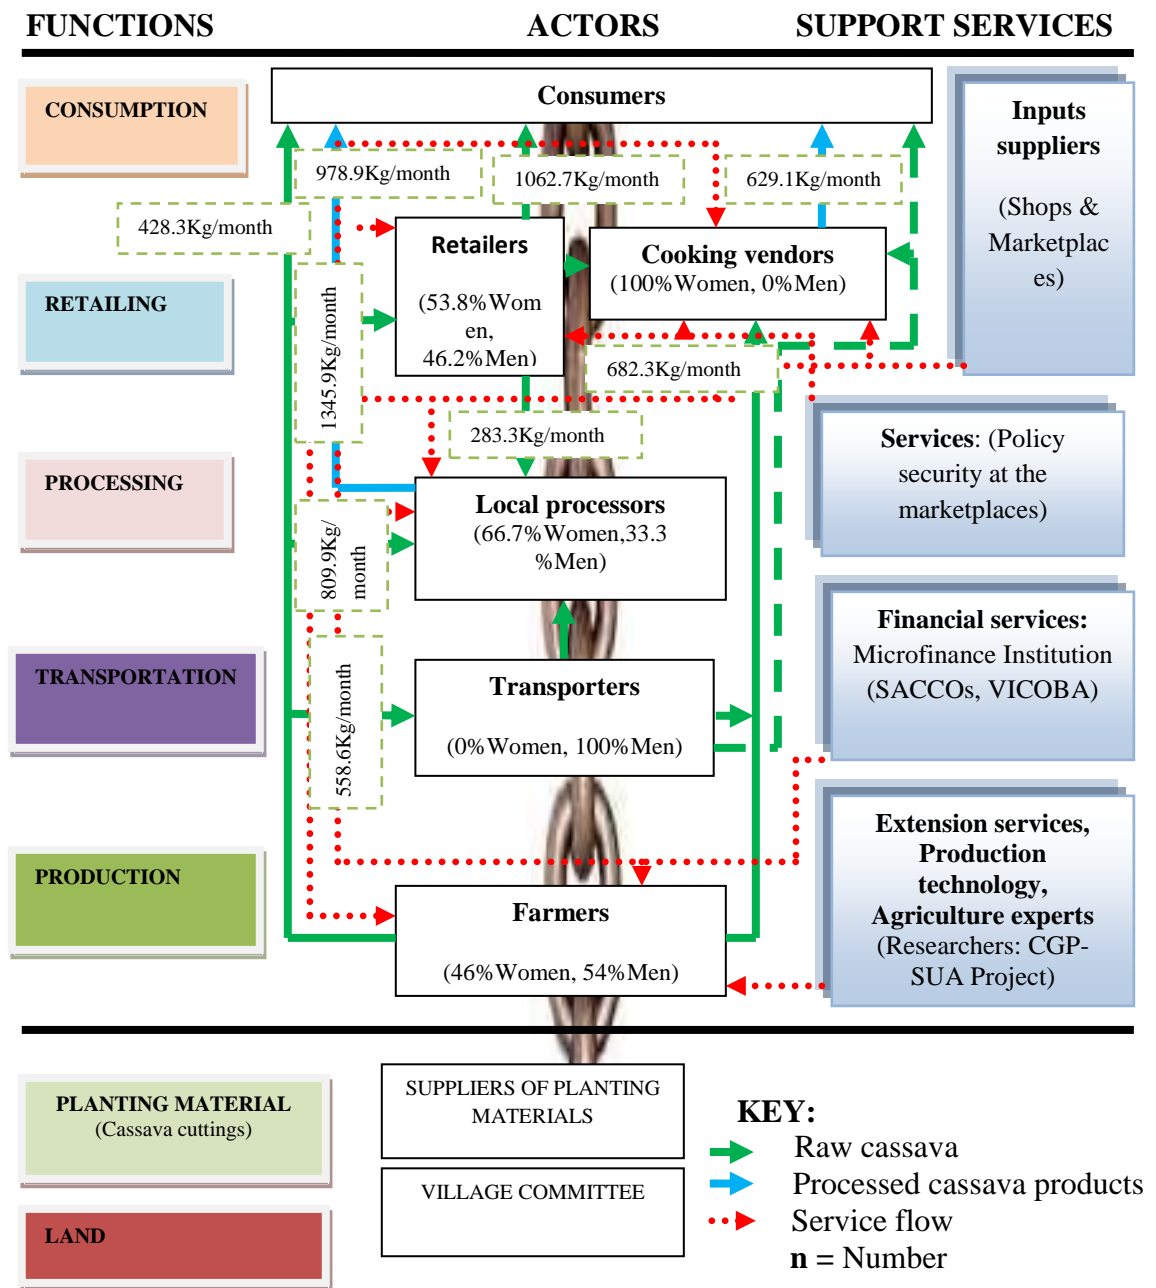 FUNCTIONS
ACTORS
SUPPORT SERVICES
CONSUMPTION
Consumers
Inputs
suppliers
(Shops &
Marketplac
es)
978.9Kg/month
1062.7Kg/month
629.1Kg/month
428.3Kg/month
RETAILING
Retailers
(53.8%Wom
en,
46.2%Men)
Cooking vendors
(100%Women, 0%Men)
1345.9Kg/month
682.3Kg/month
283.3Kg/month
Services: (Policy
security at the
marketplaces)
PROCESSING
Local processors
(66.7%Women,33.3
%Men)
809.9Kg/
month
Financial services:
Microfinance Institution
(SACCOs, VICOBA)
TRANSPORTATION
558.6Kg/month
Transporters
(0%Women, 100%Men)
Extension services,
Production
technology,
Agriculture experts
(Researchers: CGP-
SUA Project)
PRODUCTION
Farmers
(46%Women, 54%Men)
PLANTING MATERIAL
(Cassava cuttings)
SUPPLIERS OF PLANTING
MATERIALS
VILLAGE COMMITTEE
LAND
KEY:
Raw cassava
Processed cassava products
Service flow
n = Number